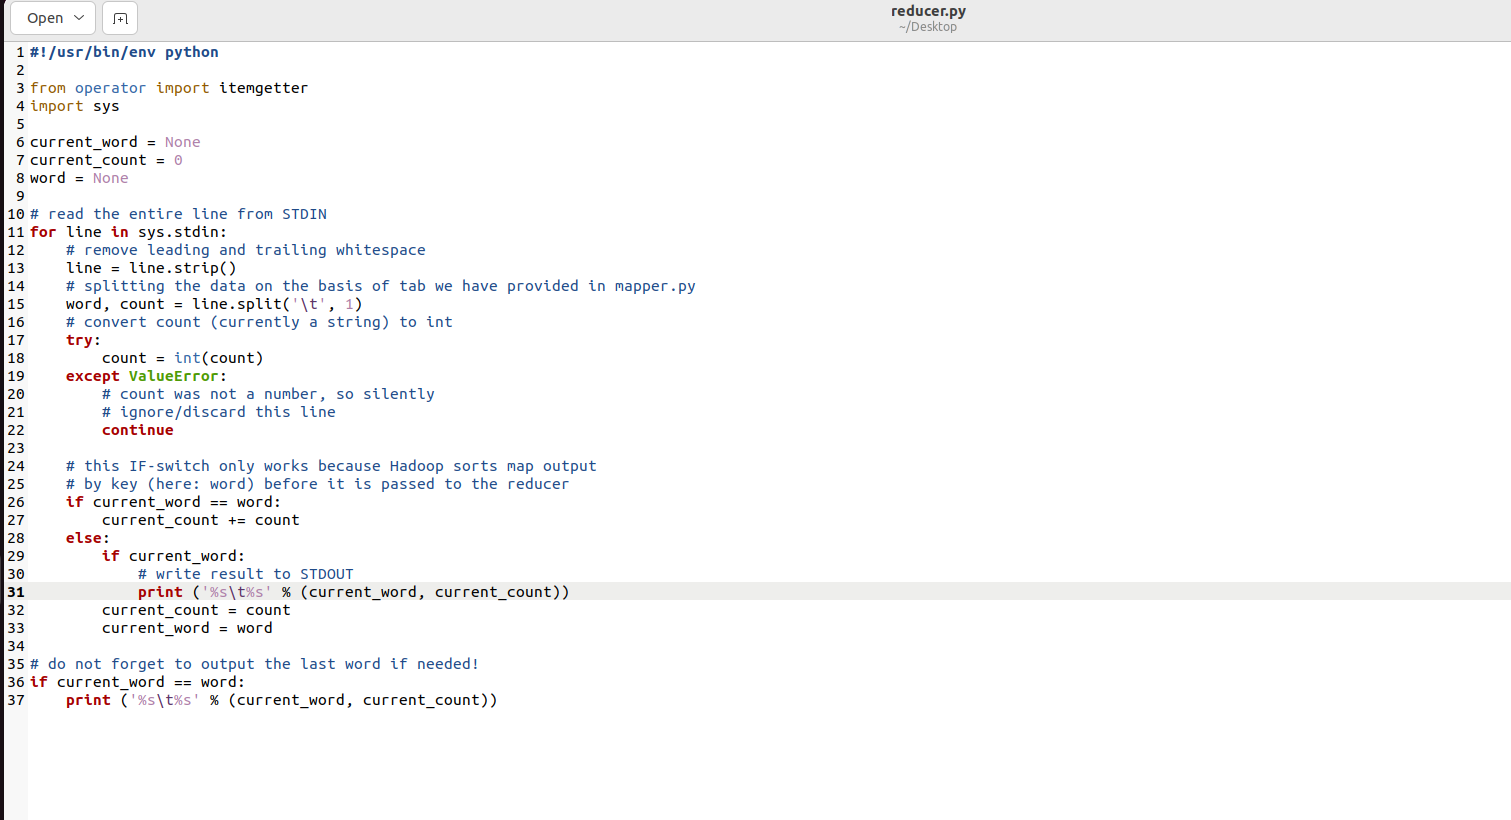 Open
reducer.py
~/Desktop
1 #!/usr/bin/env python
2
3 from operator import itemgetter
4 import sys
5
6 current_word = None
7 current_count = 0
8 word = None
9
10 # read the entire line from STDIN
11 for line in sys.stdin:
12     # remove leading and trailing whitespace
13     line = line.strip()
14     # splitting the data on the basis of tab we have provided in mapper.py
15     word, count = line.split('\t', 1)
16     # convert count (currently a string) to int
17     try:
18         count = int(count)
19     except ValueError:
20         # count was not a number, so silently
21         # ignore/discard this line
22         continue
23
24     # this IF-switch only works because Hadoop sorts map output
25     # by key (here: word) before it is passed to the reducer
26     if current_word == word:
27         current_count += count
28     else:
29         if current_word:
30             # write result to STDOUT
31             print ('%s\t%s' % (current_word, current_count))
32         current_count = count
33         current_word = word
34
35 # do not forget to output the last word if needed!
36 if current_word == word:
37     print ('%s\t%s' % (current_word, current_count))